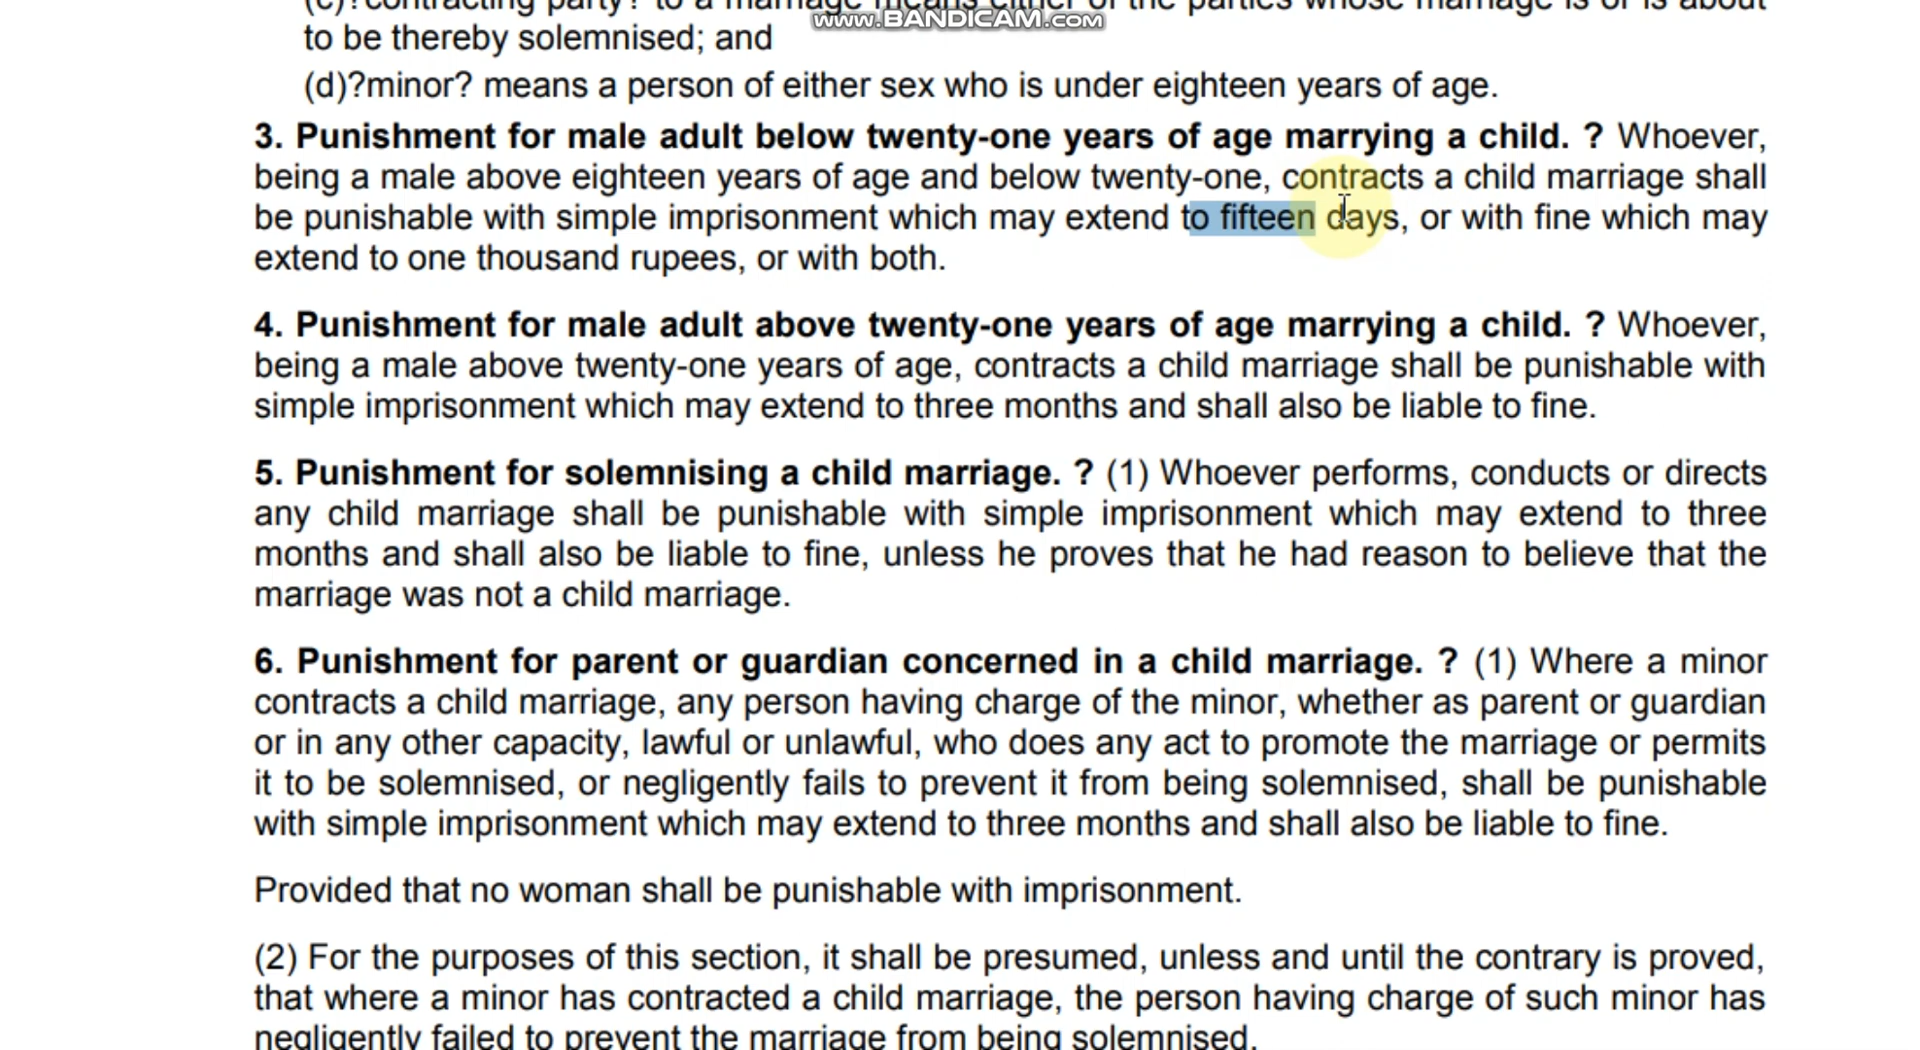 (c)?contracting party? to a marriage means either of the parties whose marriage is or is about
www.BANDICAM.com
to be thereby solemnised; and
(d)?minor? means a person of either sex who is under eighteen years of age.
3. Punishment for male adult below twenty-one years of age marrying a child. ? Whoever,
being a male above eighteen years of age and below twenty-one, contracts a child marriage shall
be punishable with simple imprisonment which may extend to fifteen days, or with fine which may
extend to one thousand rupees, or with both.
4. Punishment for male adult above twenty-one years of age marrying a child. ? Whoever,
being a male above twenty-one years of age, contracts a child marriage shall be punishable with
simple imprisonment which may extend to three months and shall also be liable to fine.
5. Punishment for solemnising a child marriage. ? (1) Whoever performs, conducts or directs
any child marriage shall be punishable with simple imprisonment which may extend to three
months and shall also be liable to fine, unless he proves that he had reason to believe that the
marriage was not a child marriage.
6. Punishment for parent or guardian concerned in a child marriage. ? (1) Where a minor
contracts a child marriage, any person having charge of the minor, whether as parent or guardian
or in any other capacity, lawful or unlawful, who does any act to promote the marriage or permits
it to be solemnised, or negligently fails to prevent it from being solemnised, shall be punishable
with simple imprisonment which may extend to three months and shall also be liable to fine.
Provided that no woman shall be punishable with imprisonment.
(2) For the purposes of this section, it shall be presumed, unless and until the contrary is proved,
that where a minor has contracted a child marriage, the person having charge of such minor has
negligently failed to prevent the marriage from being solemnised.